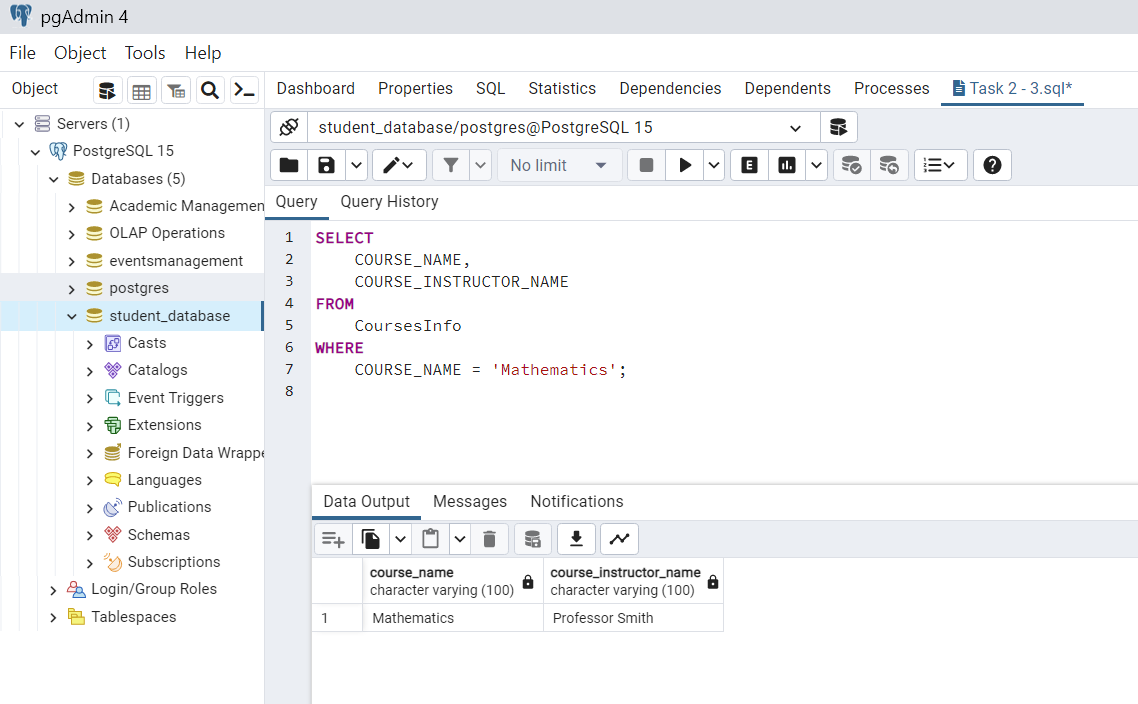 pgAdmin 4
File Object Tools Help
Object
Dashboard Properties SQL Statistics Dependencies Dependents Processes Task 2 - 3.sql*
Servers (1)
PostgreSQL 15
Databases (5)
Academic Managemen
OLAP Operations
eventsmanagement
postgres
student_database
Casts
Catalogs
Event Triggers
Extensions
Foreign Data Wrappe
Languages
Publications
Schemas
Subscriptions
Login/Group Roles
Tablespaces
student_database/postgres@PostgreSQL 15
No limit E
Query Query History
1 SELECT
2 COURSE_NAME,
3 COURSE_INSTRUCTOR_NAME
4 FROM
5 CoursesInfo
6 WHERE
7 COURSE_NAME = 'Mathematics';
8
Data Output Messages Notifications
course_name course_instructor_name
character varying (100) character varying (100)
1 Mathematics Professor Smith